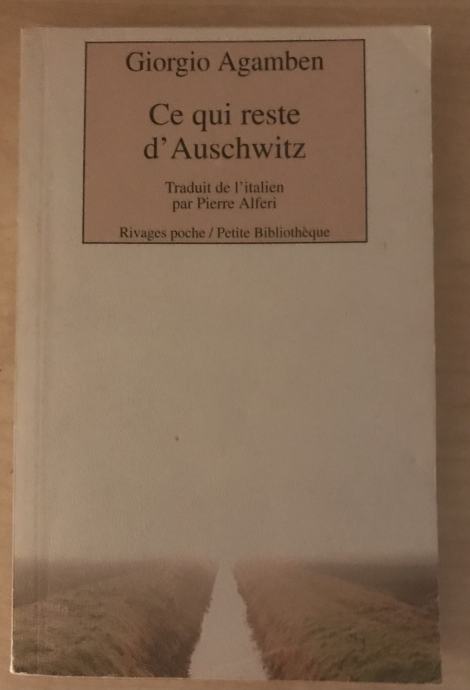 Giorgio Agamben
Ce qui reste
d'Auschwitz
Traduit de l'italien
par Pierre Alferi
Rivages poche / Petite Bibliothèque